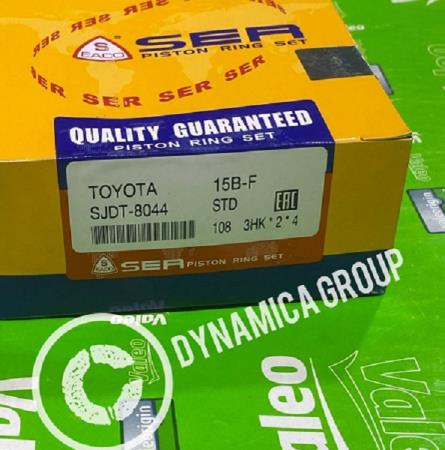 S
EACO
SER
PISTON RING SET
SER SER SER SER SER
QUALITY GUARANTEED
PISTON RING SET
TOYOTA 15B-F
SJDT-8044 STD EAC
108 3HK*2*4
S
EACO
SER PISTON RING SET
DYNAMICA GROUP
Valeo
Valeo
Valeo
Valeo